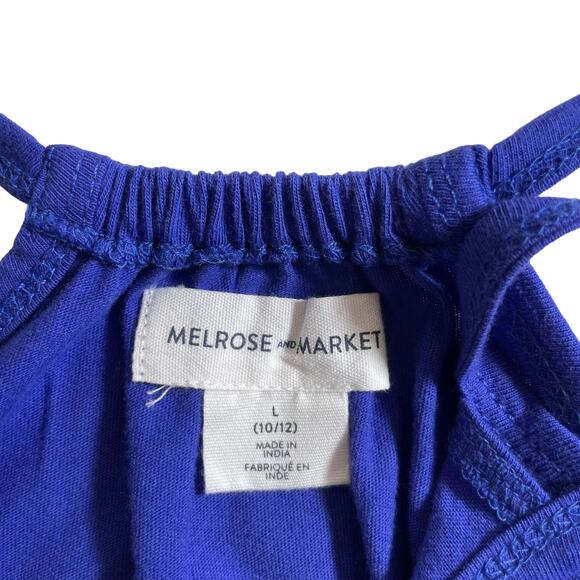 MELROSE AND MARKET
L
(10/12)
MADE IN
INDIA
FABRIQUÉ EN
INDE